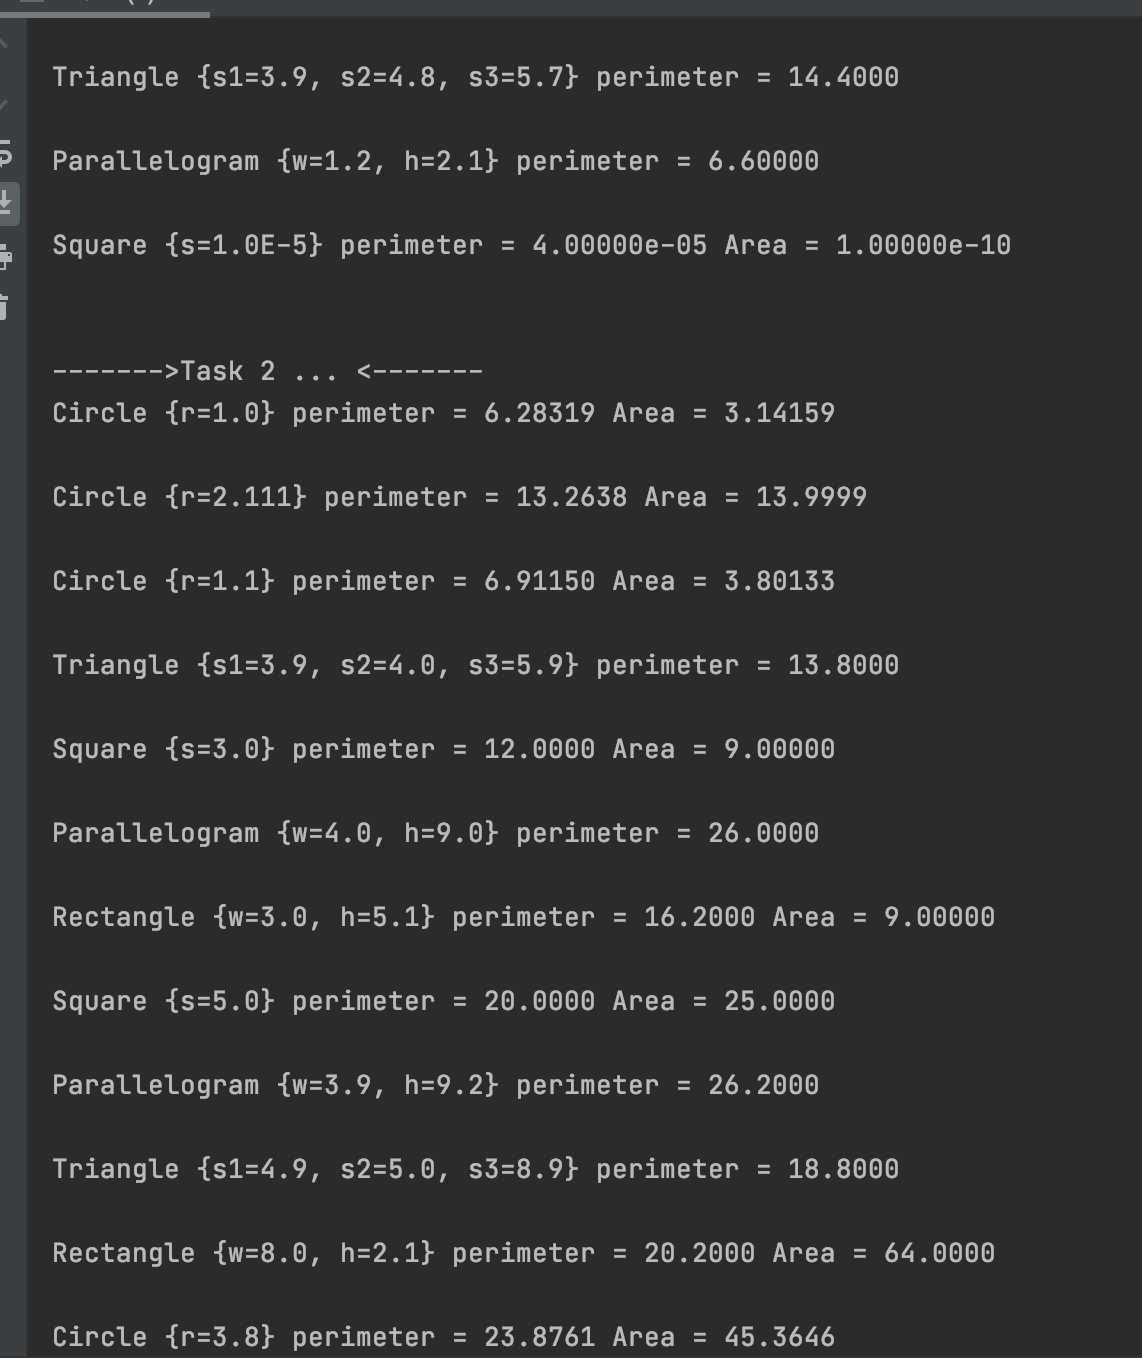 Triangle {s1=3.9, s2=4.8, s3=5.7} perimeter = 14.4000
Parallelogram {w=1.2, h=2.1} perimeter = 6.60000
Square {s=1.0E-5} perimeter = 4.00000e-05 Area = 1.00000e-10
------->Task 2 ... <-------
Circle {r=1.0} perimeter = 6.28319 Area = 3.14159
Circle {r=2.111} perimeter = 13.2638 Area = 13.9999
Circle {r=1.1} perimeter = 6.91150 Area = 3.80133
Triangle {s1=3.9, s2=4.0, s3=5.9} perimeter = 13.8000
Square {s=3.0} perimeter = 12.0000 Area = 9.00000
Parallelogram {w=4.0, h=9.0} perimeter = 26.0000
Rectangle {w=3.0, h=5.1} perimeter = 16.2000 Area = 9.00000
Square {s=5.0} perimeter = 20.0000 Area = 25.0000
Parallelogram {w=3.9, h=9.2} perimeter = 26.2000
Triangle {s1=4.9, s2=5.0, s3=8.9} perimeter = 18.8000
Rectangle {w=8.0, h=2.1} perimeter = 20.2000 Area = 64.0000
Circle {r=3.8} perimeter = 23.8761 Area = 45.3646